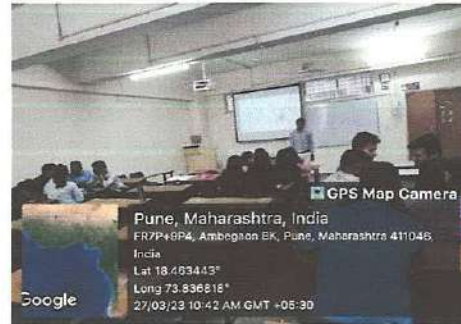 GPS Map Camera
Pune, Maharashtra, India
FR7P+9P4, Ambegaon BK, Pune, Maharashtra 411046,
India
Lat 18.463443°
Long 73.836818°
27/03/23 10:42 AM GMT +05:30
Google